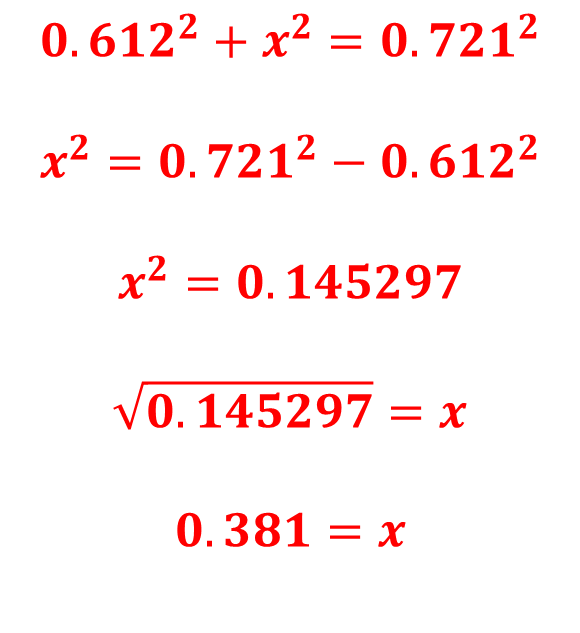 0.612² + x² = 0.721²
x² = 0.721² − 0.612²
x² = 0.145297
√0.145297 = x
0.381 = x